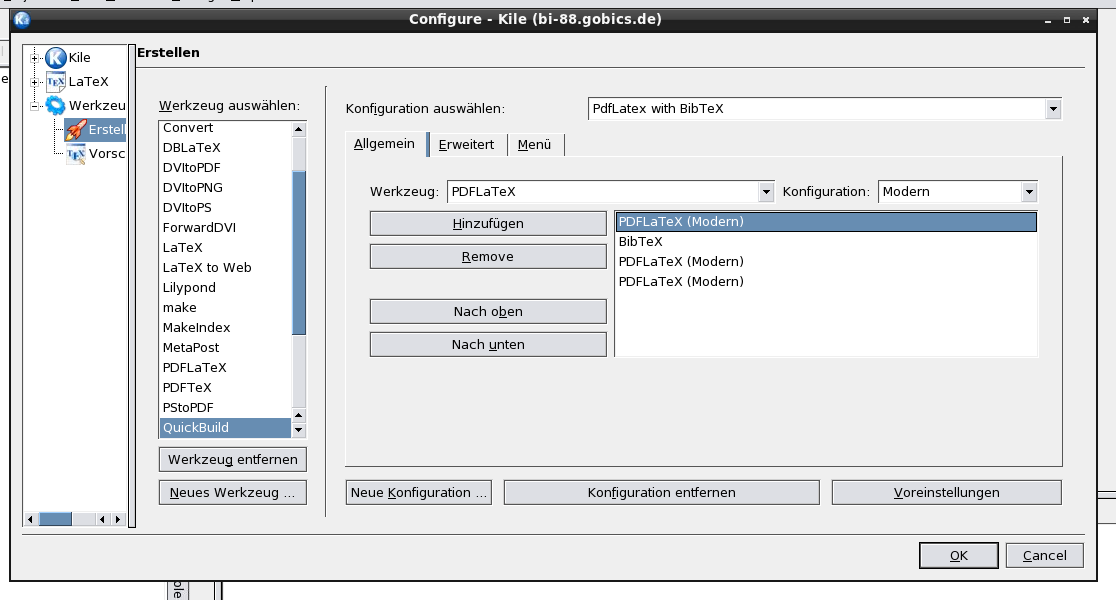 Configure - Kile (bi-88.gobics.de)
Kile
LaTeX
Werkzeu
Erstell
Vorsc
Erstellen
Werkzeug auswählen:
Convert
DBLaTeX
DVItoPDF
DVItoPNG
DVItoPS
ForwardDVI
LaTeX
LaTeX to Web
Lilypond
make
MakeIndex
MetaPost
PDFLaTeX
PDFTeX
PStoPDF
QuickBuild
Werkzeug entfernen
Neues Werkzeug ...
Konfiguration auswählen:
PdfLatex with BibTeX
Allgemein
Erweitert
Menü
Werkzeug:
PDFLaTeX
Konfiguration:
Modern
Hinzufügen
Remove
Nach oben
Nach unten
PDFLaTeX (Modern)
BibTeX
PDFLaTeX (Modern)
PDFLaTeX (Modern)
Neue Konfiguration ...
Konfiguration entfernen
Voreinstellungen
OK
Cancel